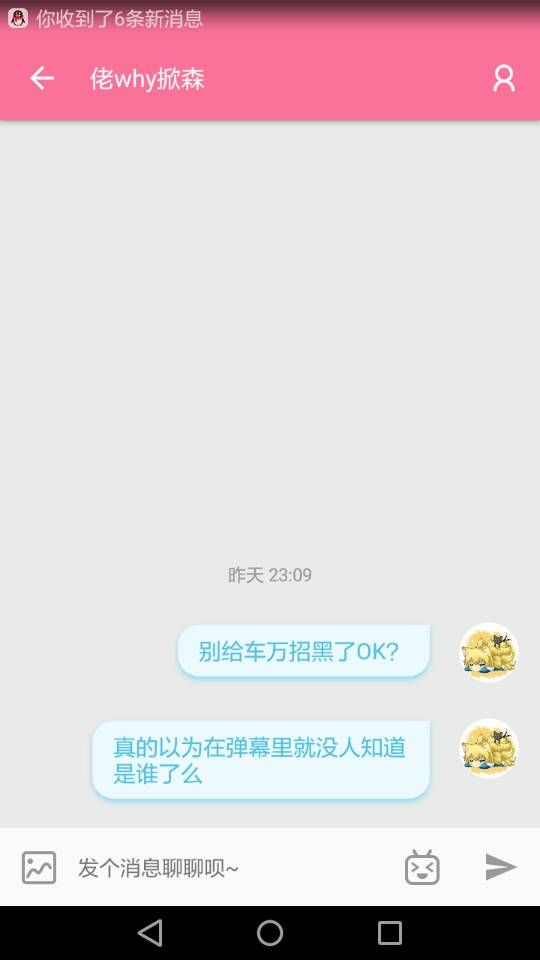 你收到了6条新消息
佬why掀森
昨天 23:09
别给车万招黑了OK?
真的以为在弹幕里就没人知道
是谁了么
发个消息聊聊呗~